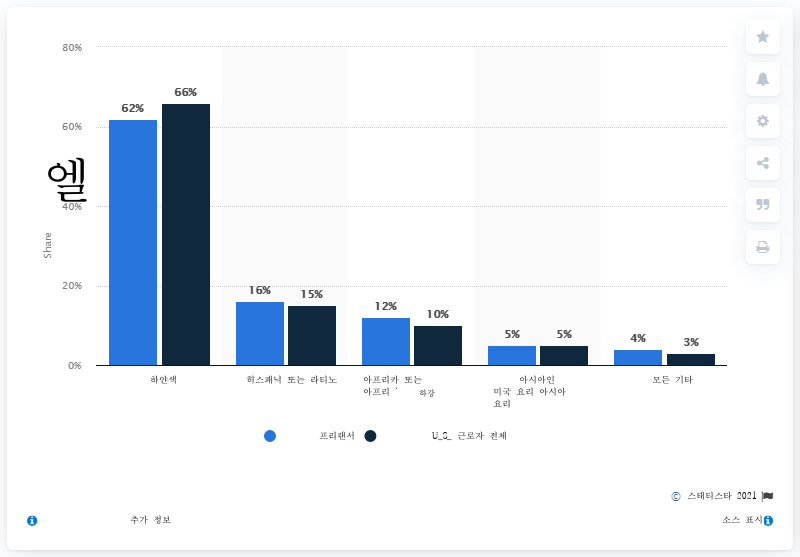 80%
66%
62%
60%
엘
40%
Share
20%
16%
15%
12%
10%
5%
5%
4%
3%
0%
하얀색
히스패닉 또는 라티노
아프리카 또는
아프리
하강
아시아인
미국 요리 아시아
요리
모든 기타
프리랜서
U_S_ 근로자 전체
© 스태티스타 2021
추가 정보
소스 표시